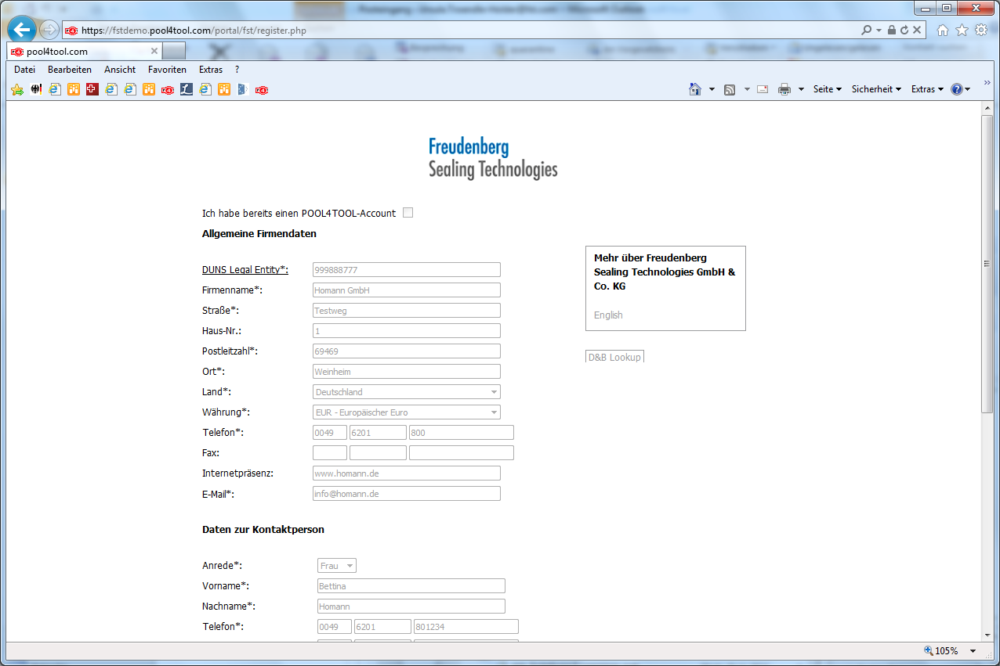 https://fstdemo.pool4tool.com/portal/fst/register.php
pool4tool.com
Datei Bearbeiten Ansicht Favoriten Extras ?
Seite Sicherheit Extras
Freudenberg
Sealing Technologies
Ich habe bereits einen POOL4TOOL-Account
Allgemeine Firmendaten
DUNS Legal Entity*: 999888777
Firmenname*: Homann GmbH
Straße*: Testweg
Haus-Nr.: 1
Postleitzahl*: 69469
Ort*: Weinheim
Land*: Deutschland
Währung*: EUR - Europäischer Euro
Telefon*: 0049 6201 800
Fax:
Internetpräsenz: www.homann.de
E-Mail*: info@homann.de
Mehr über Freudenberg
Sealing Technologies GmbH &
Co. KG
English
D&B Lookup
Daten zur Kontaktperson
Anrede*: Frau
Vorname*: Bettina
Nachname*: Homann
Telefon*: 0049 6201 801234
105%